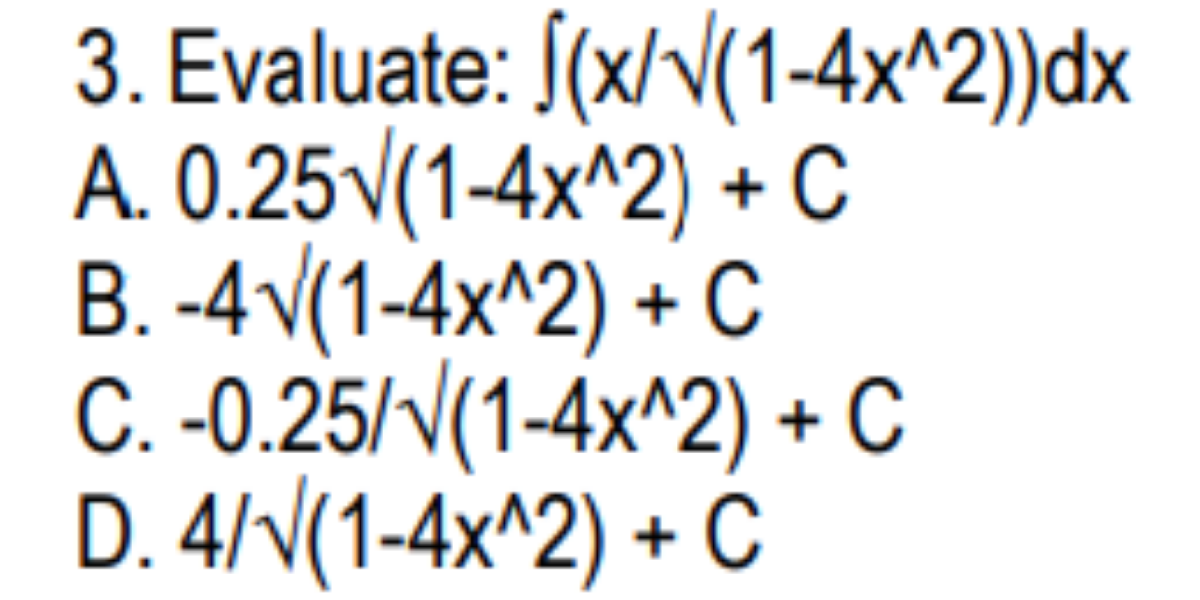 3. Evaluate: ∫(x/√(1-4x^2))dx
A. 0.25√(1-4x^2) + C
B. -4√(1-4x^2) + C
C. -0.25/√(1-4x^2) + C
D. 4/√(1-4x^2) + C